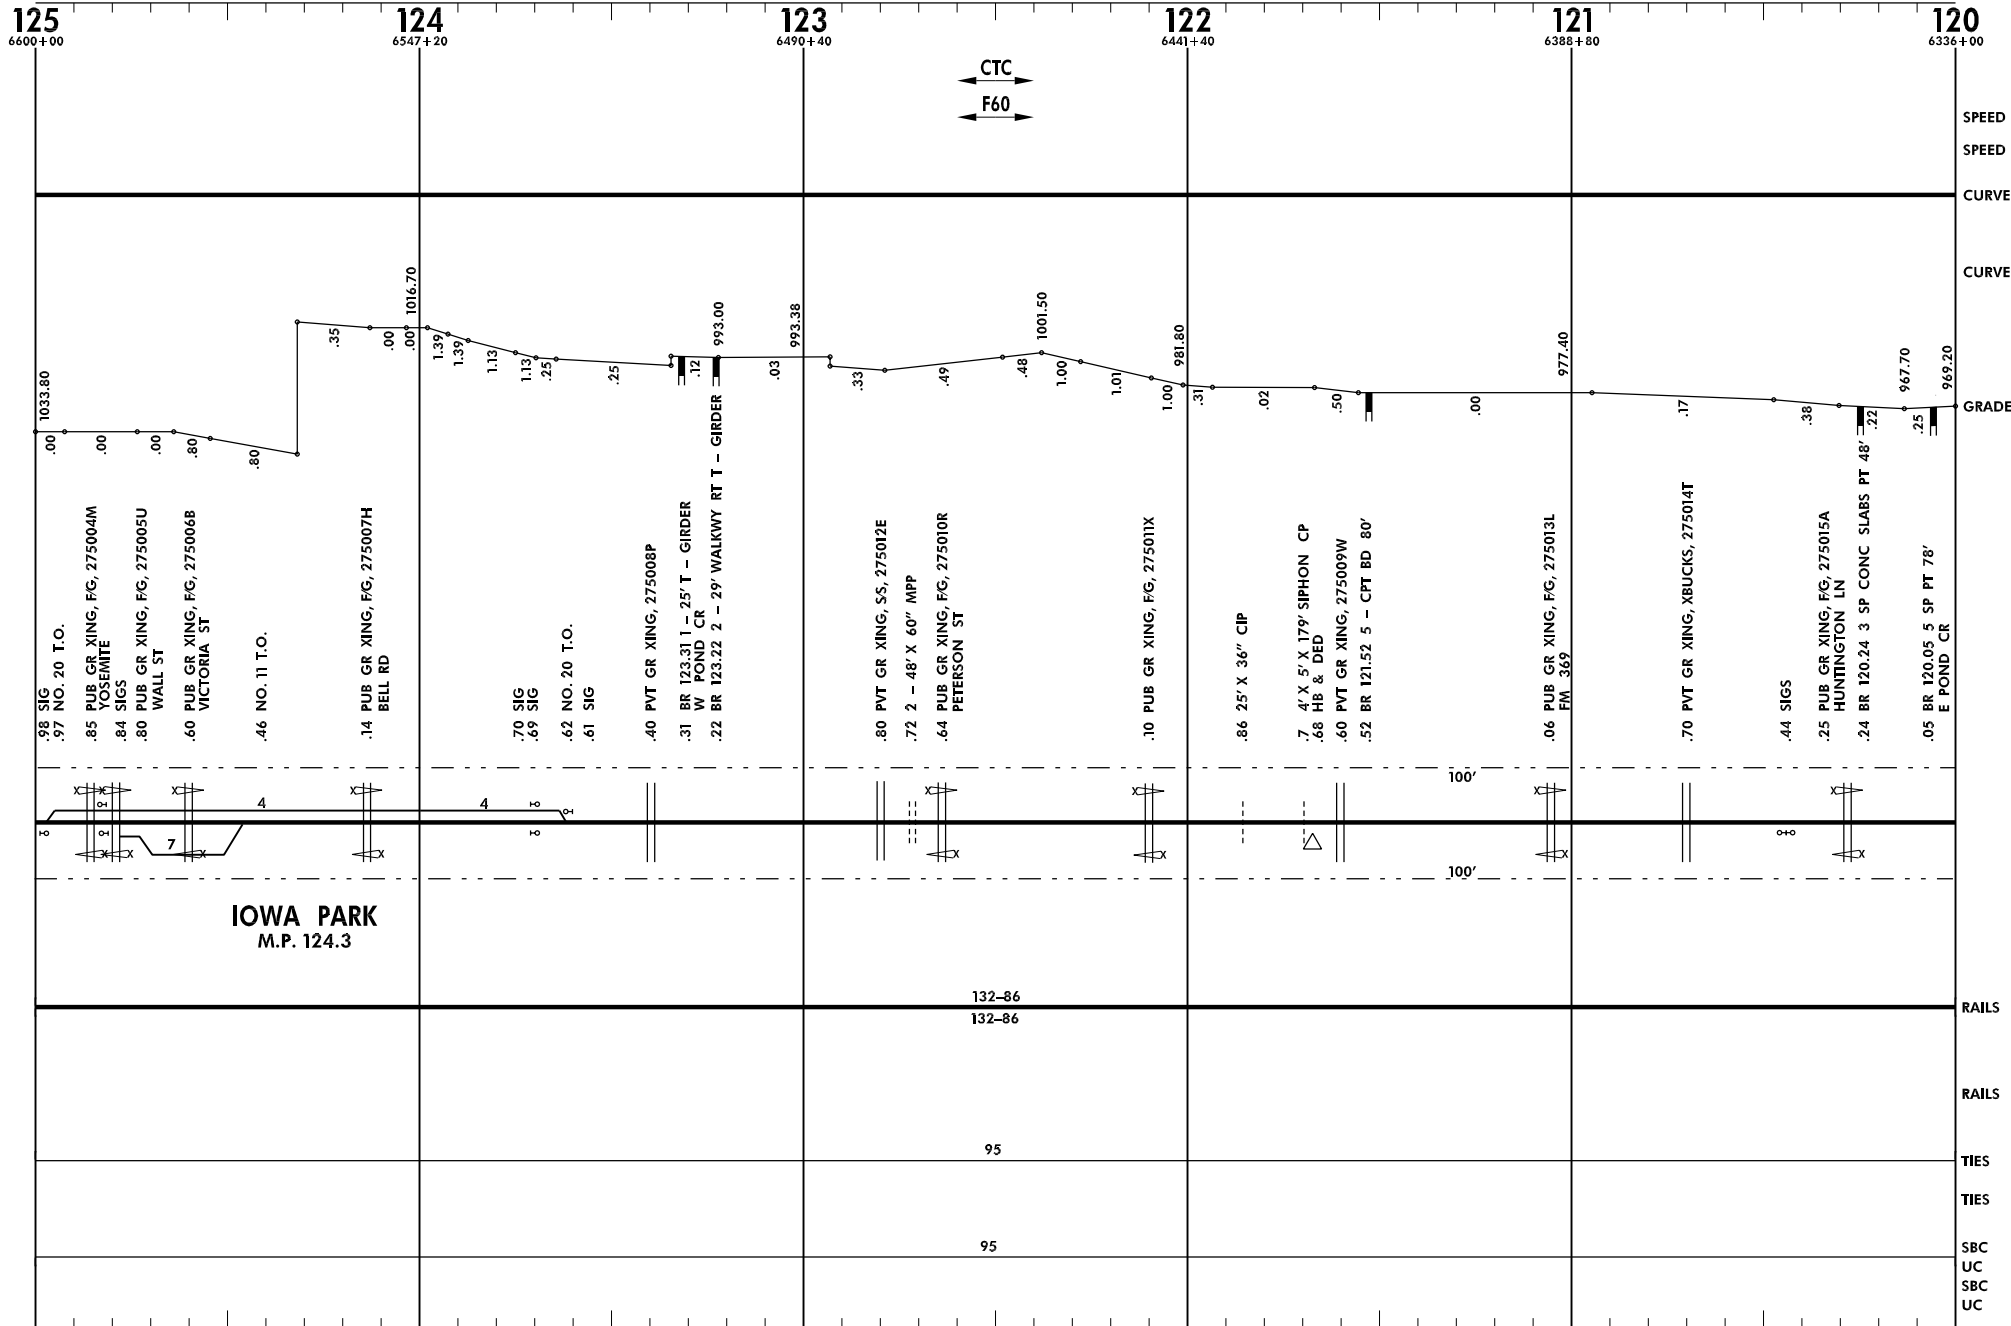 125 124 123 122 121 120
6600+00 6547+20 6490+40 6441+40 6388+80 6336+00
CTC
F60
SPEED
SPEED
CURVE
CURVE
GRADE
1033.80
1016.70
993.00
993.38
1001.50
981.80
977.40
967.70
969.20
.00
.00
.00
.80
.80
.35
.00
.00
1.39
1.39
1.13
1.13
.25
.25
.12
.03
.33
.49
.48
1.00
1.01
1.00
.31
.02
.50
.00
.17
.38
.22
.25
.98 SIG
.97 NO. 20 T.O.
.85 PUB GR XING, F/G, 275004M
YOSEMITE
.84 SIGS
.80 PUB GR XING, F/G, 275005U
WALL ST
.60 PUB GR XING, F/G, 275006B
VICTORIA ST
.46 NO. 11 T.O.
.14 PUB GR XING, F/G, 275007H
BELL RD
.70 SIG
.69 SIG
.62 NO. 20 T.O.
.61 SIG
.40 PVT GR XING, 275008P
.31 BR 123.31 1 – 25' T – GIRDER
W POND CR
.22 BR 123.22 2 – 29' WALKWY RT T – GIRDER
.80 PVT GR XING, S/S, 275012E
.72 2 – 48' X 60" MPP
.64 PUB GR XING, F/G, 275010R
PETERSON ST
.10 PUB GR XING, F/G, 275011X
.86 25' X 36" CIP
.7 4' X 5' X 179' SIPHON CP
.68 HB & DED
.60 PVT GR XING, 275009W
.52 BR 121.52 5 – CPT BD 80'
.06 PUB GR XING, F/G, 275013L
FM 369
.70 PVT GR XING, XBUCKS, 275014T
.44 SIGS
.25 PUB GR XING, F/G, 275015A
HUNTINGTON LN
.24 BR 120.24 3 SP CONC SLABS PT 48'
.05 BR 120.05 5 SP PT 78'
E POND CR
100'
X X X X X X X X
4 4
7
X X X X X X X X
100'
IOWA PARK
M.P. 124.3
132–86
RAILS
132–86
RAILS
95
TIES
TIES
95
SBC
UC
SBC
UC